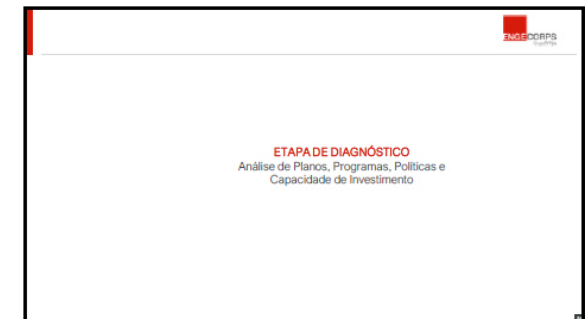 ENGECORPS
ETAPA DE DIAGNÓSTICO
Análise de Planos, Programas, Políticas e
Capacidade de Investimento